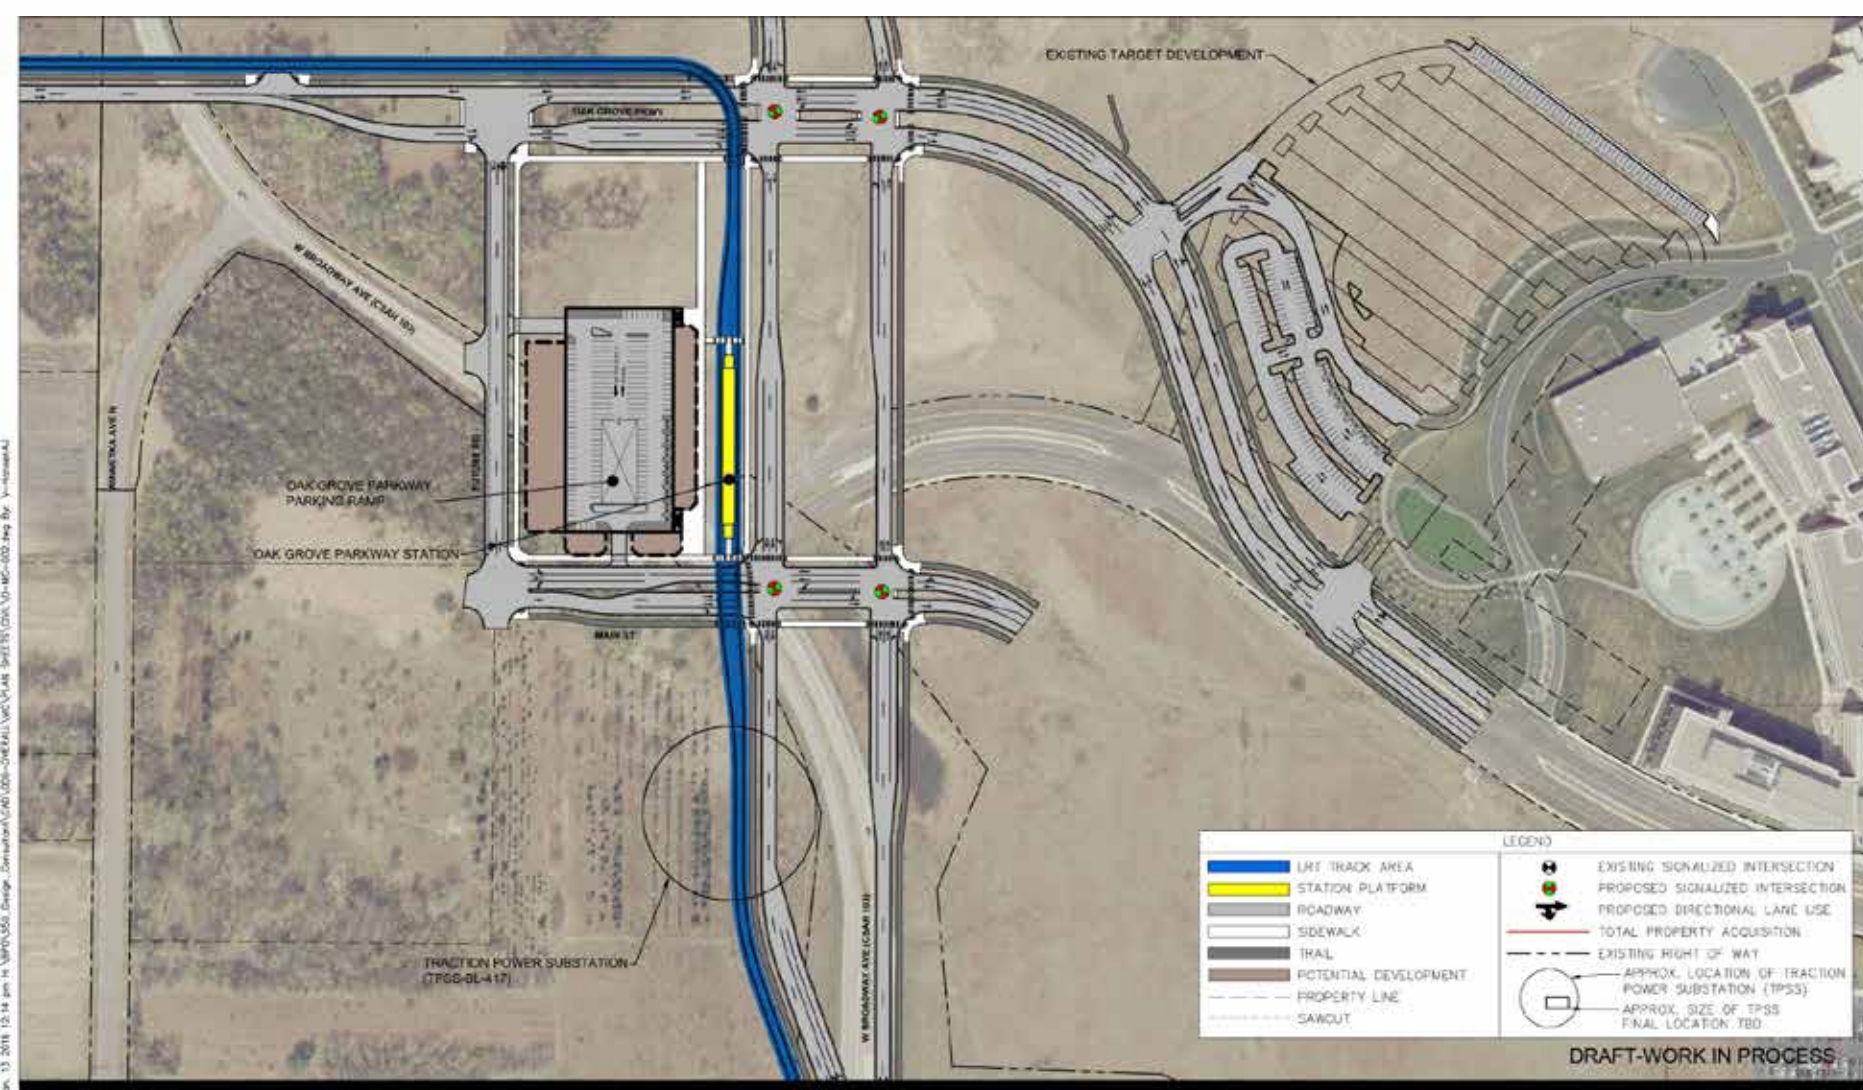 EXISTING TARGET DEVELOPMENT
OAK GROVE PKWY
W BROADWAY AVE (CSAH 103)
OAK GROVE PARKWAY
PARKING RAMP
OAK GROVE PARKWAY STATION
MAIN ST
TRACTION POWER SUBSTATION
(TPSS-BL-417)
W BROADWAY AVE (CSAH 103)
LEGEND
LRT TRACK AREA
STATION PLATFORM
ROADWAY
SIDEWALK
TRAIL
POTENTIAL DEVELOPMENT
PROPERTY LINE
SAWCUT
EXISTING SIGNALIZED INTERSECTION
PROPOSED SIGNALIZED INTERSECTION
PROPOSED DIRECTIONAL LANE USE
TOTAL PROPERTY ACQUISITION
EXISTING RIGHT OF WAY
APPROX. LOCATION OF TRACTION
POWER SUBSTATION (TPSS)
APPROX. SIZE OF TPSS
FINAL LOCATION TBD
DRAFT-WORK IN PROCESS